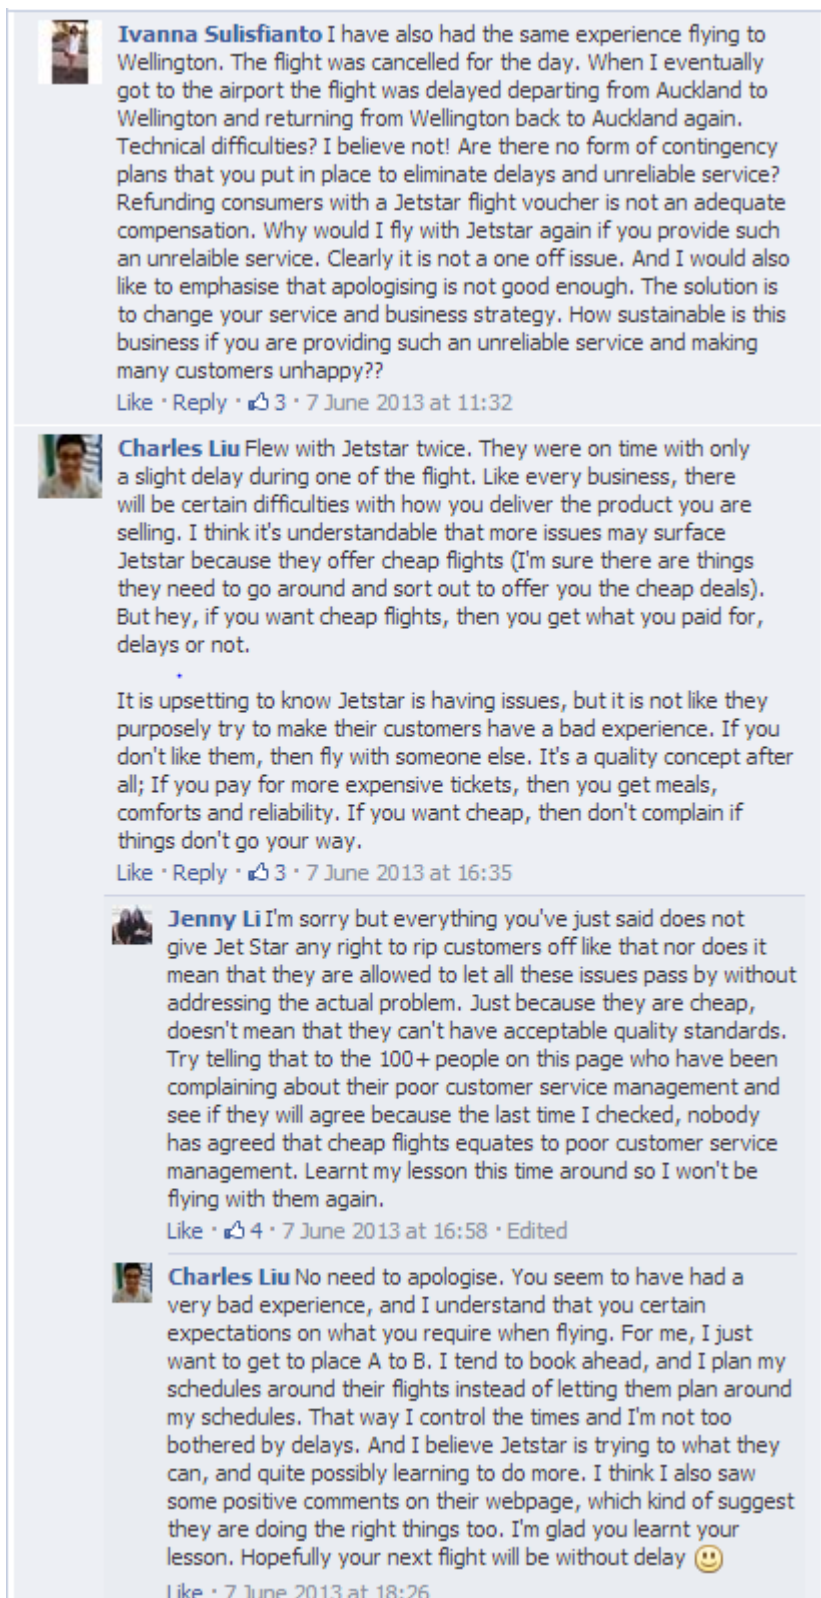 Ivanna Sulisfianto I have also had the same experience flying to
Wellington. The flight was cancelled for the day. When I eventually
got to the airport the flight was delayed departing from Auckland to
Wellington and returning from Wellington back to Auckland again.
Technical difficulties? I believe not! Are there no form of contingency
plans that you put in place to eliminate delays and unreliable service?
Refunding consumers with a Jetstar flight voucher is not an adequate
compensation. Why would I fly with Jetstar again if you provide such
an unrelaible service. Clearly it is not a one off issue. And I would also
like to emphasise that apologising is not good enough. The solution is
to change your service and business strategy. How sustainable is this
business if you are providing such an unreliable service and making
many customers unhappy??
Like · Reply · 3 · 7 June 2013 at 11:32
Charles Liu Flew with Jetstar twice. They were on time with only
a slight delay during one of the flight. Like every business, there
will be certain difficulties with how you deliver the product you are
selling. I think it's understandable that more issues may surface
Jetstar because they offer cheap flights (I'm sure there are things
they need to go around and sort out to offer you the cheap deals).
But hey, if you want cheap flights, then you get what you paid for,
delays or not.
It is upsetting to know Jetstar is having issues, but it is not like they
purposely try to make their customers have a bad experience. If you
don't like them, then fly with someone else. It's a quality concept after
all; If you pay for more expensive tickets, then you get meals,
comforts and reliability. If you want cheap, then don't complain if
things don't go your way.
Like · Reply · 3 · 7 June 2013 at 16:35
Jenny Li I'm sorry but everything you've just said does not
give Jet Star any right to rip customers off like that nor does it
mean that they are allowed to let all these issues pass by without
addressing the actual problem. Just because they are cheap,
doesn't mean that they can't have acceptable quality standards.
Try telling that to the 100+ people on this page who have been
complaining about their poor customer service management and
see if they will agree because the last time I checked, nobody
has agreed that cheap flights equates to poor customer service
management. Learnt my lesson this time around so I won't be
flying with them again.
Like · 4 · 7 June 2013 at 16:58 · Edited
Charles Liu No need to apologise. You seem to have had a
very bad experience, and I understand that you certain
expectations on what you require when flying. For me, I just
want to get to place A to B. I tend to book ahead, and I plan my
schedules around their flights instead of letting them plan around
my schedules. That way I control the times and I'm not too
bothered by delays. And I believe Jetstar is trying to what they
can, and quite possibly learning to do more. I think I also saw
some positive comments on their webpage, which kind of suggest
they are doing the right things too. I'm glad you learnt your
lesson. Hopefully your next flight will be without delay
Like · 7 June 2013 at 18:26